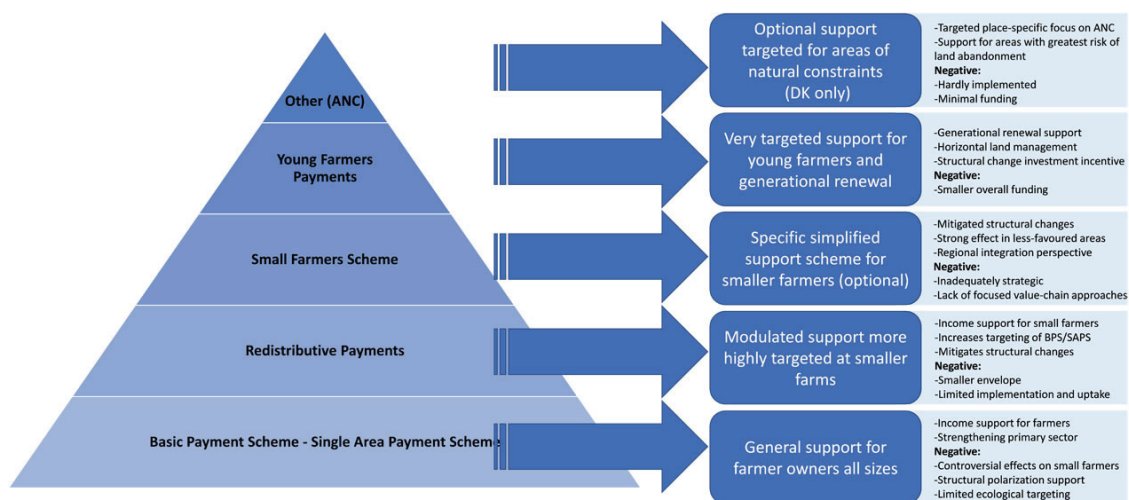 Other (ANC)
Optional support
targeted for areas of
natural constraints
(DK only)
-Targeted place-specific focus on ANC
-Support for areas with greatest risk of
land abandonment
Negative:
-Hardly implemented
-Minimal funding
Young Farmers
Payments
Very targeted support for
young farmers and
generational renewal
-Generational renewal support
-Horizontal land management
-Structural change investment incentive
Negative:
-Smaller overall funding
Small Farmers Scheme
Specific simplified
support scheme for
smaller farmers (optional)
-Mitigated structural changes
-Strong effect in less-favoured areas
-Regional integration perspective
Negative:
-Inadequately strategic
-Lack of focused value-chain approaches
Redistributive Payments
Modulated support more
highly targeted at smaller
farms
-Income support for small farmers
-Increases targeting of BPS/SAPS
-Mitigates structural changes
Negative:
-Smaller envelope
-Limited implementation and uptake
Basic Payment Scheme - Single Area Payment Scheme
General support for
farmer owners all sizes
-Income support for farmers
-Strengthening primary sector
Negative:
-Controversial effects on small farmers
-Structural polarization support
-Limited ecological targeting